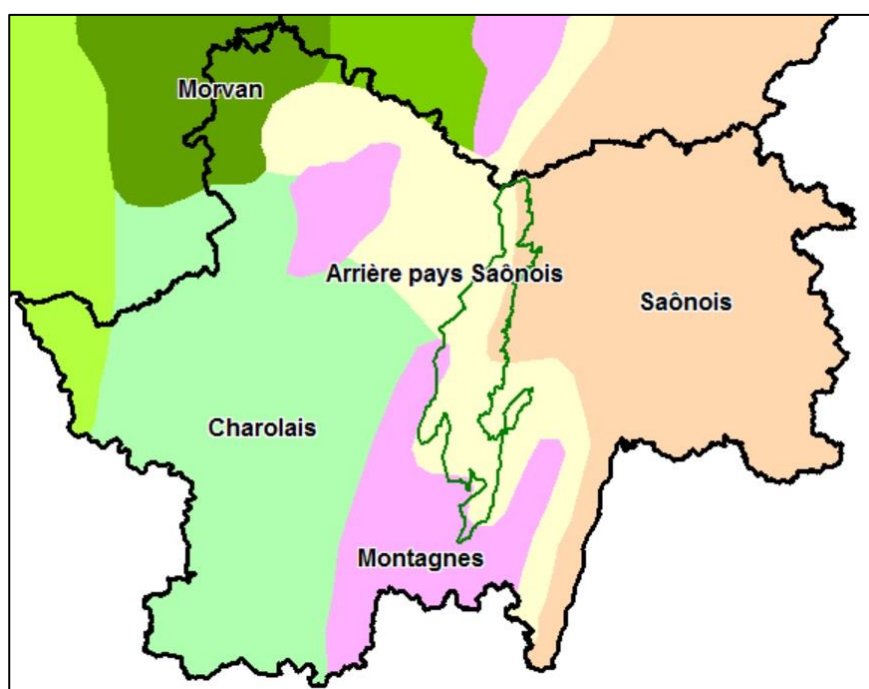 Morvan
Arrière pays Saônois
Saônois
Charolais
Montagnes